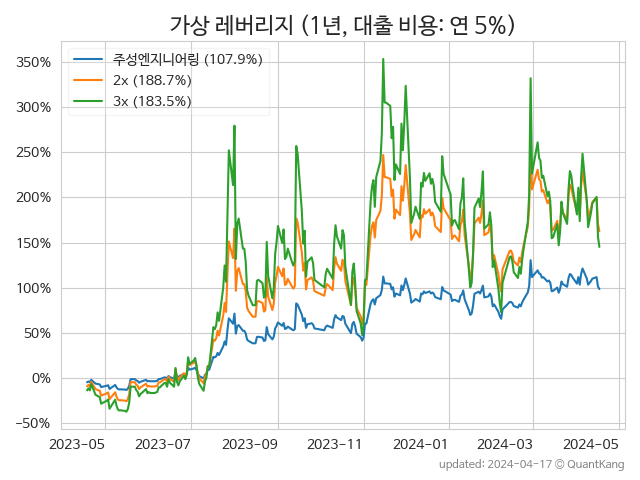 가상 레버리지 (1년, 대출 비용: 연 5%)
주성엔지니어링 (107.9%)
2x (188.7%)
3x (183.5%)
350%
300%
250%
200%
150%
100%
50%
0%
−50%
2023-05 2023-07 2023-09 2023-11 2024-01 2024-03 2024-05
updated: 2024-04-17 © QuantKang